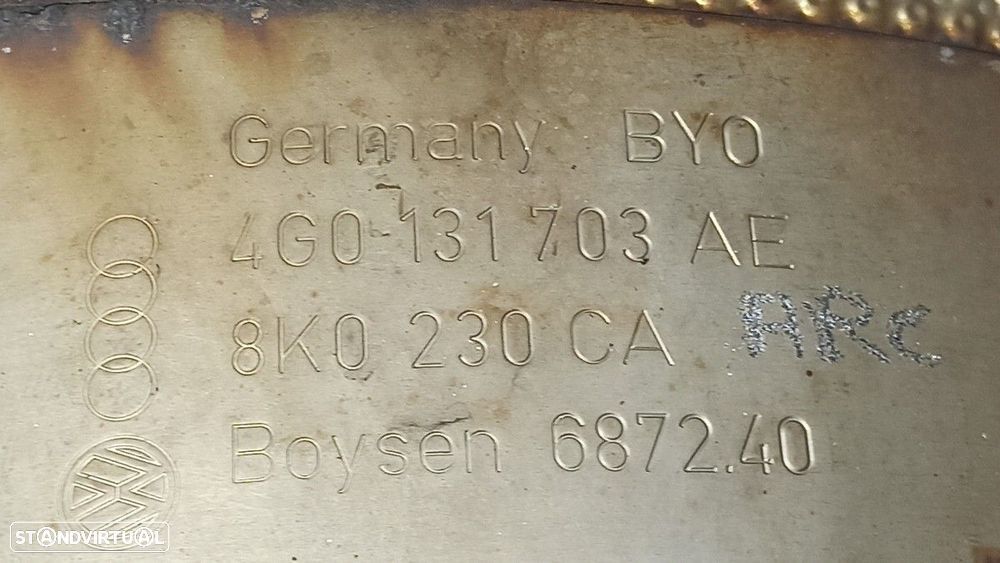 Germany BYO
4G0 131 703 AE
8K0 230 CA ARC
Boysen 6872.40
STANDVIRTUAL